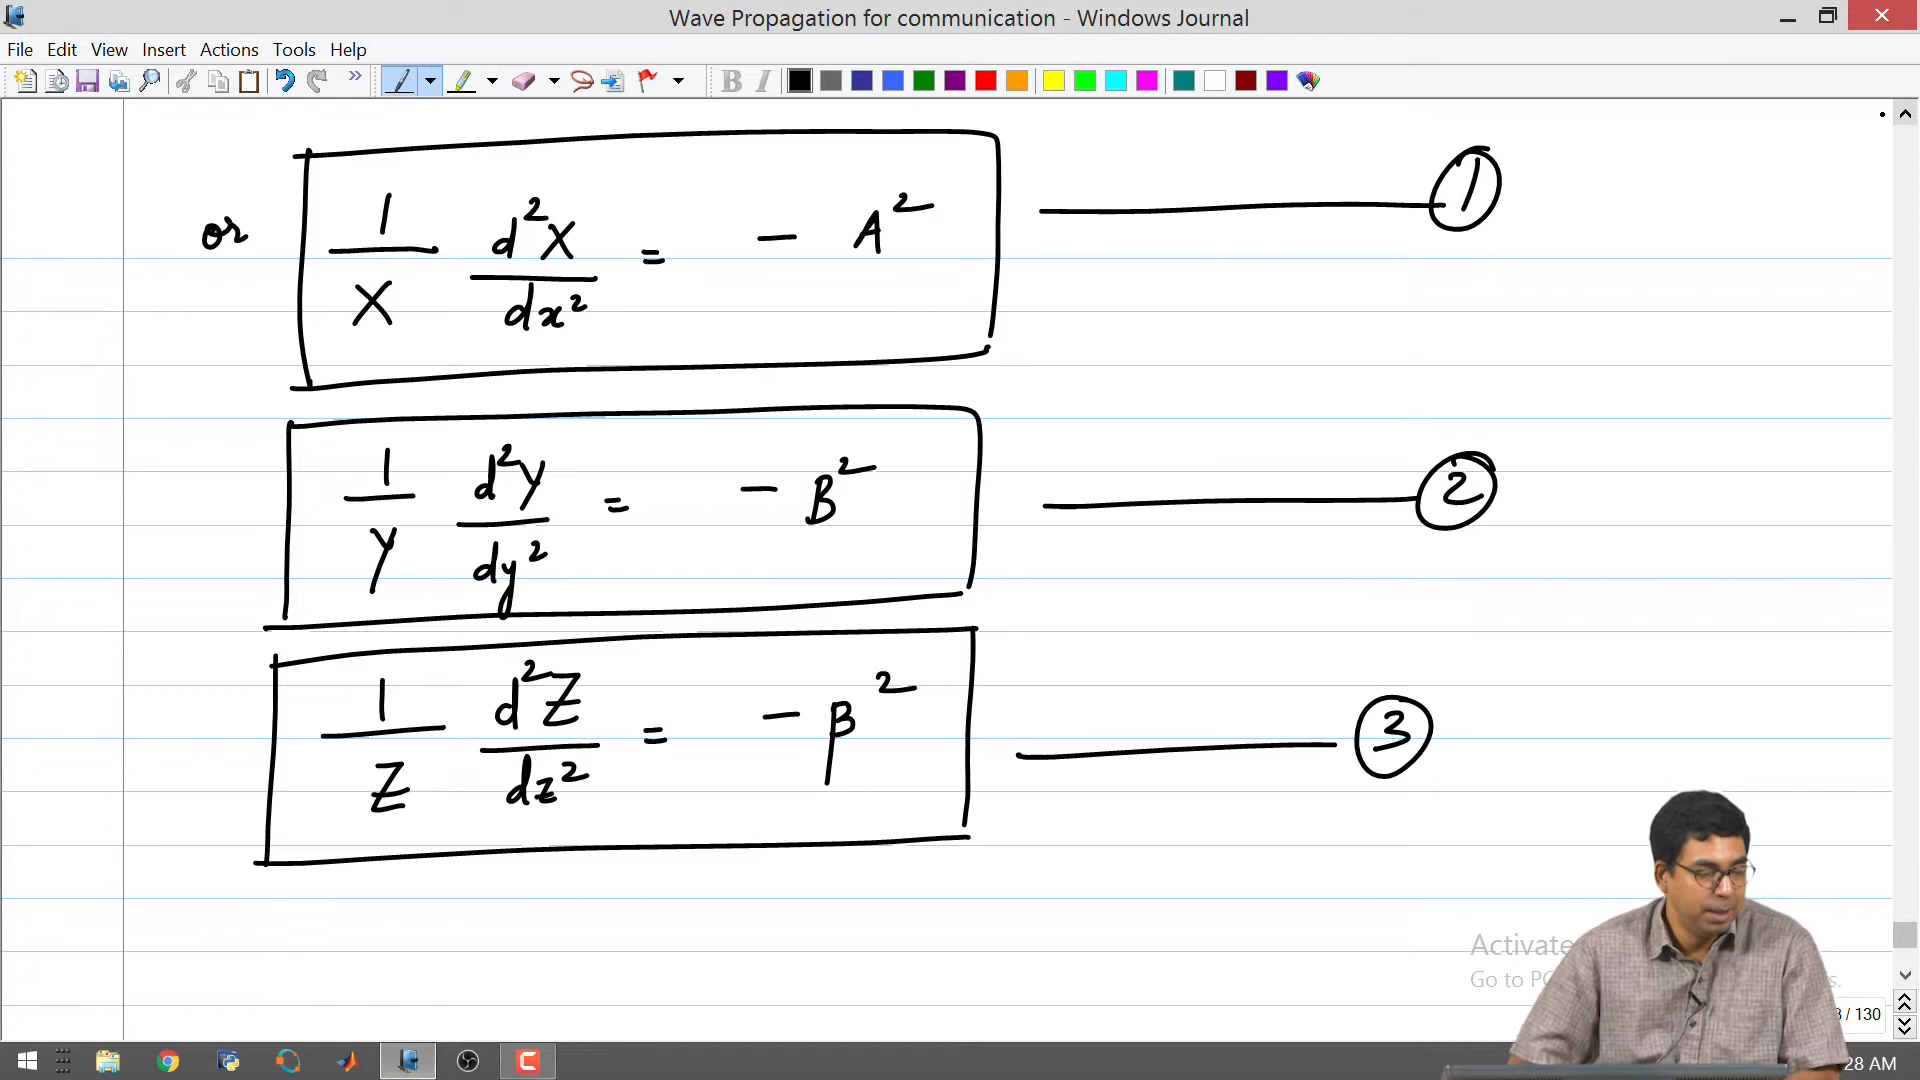 Wave Propagation for communication - Windows Journal
File Edit View Insert Actions Tools Help
B I
or 1/X d²X/dx² = - A² ——— 1
1/Y d²Y/dy² = - B² ——— 2
1/Z d²Z/dz² = - β² ——— 3
Activate
Go to PC s.
/ 130
28 AM